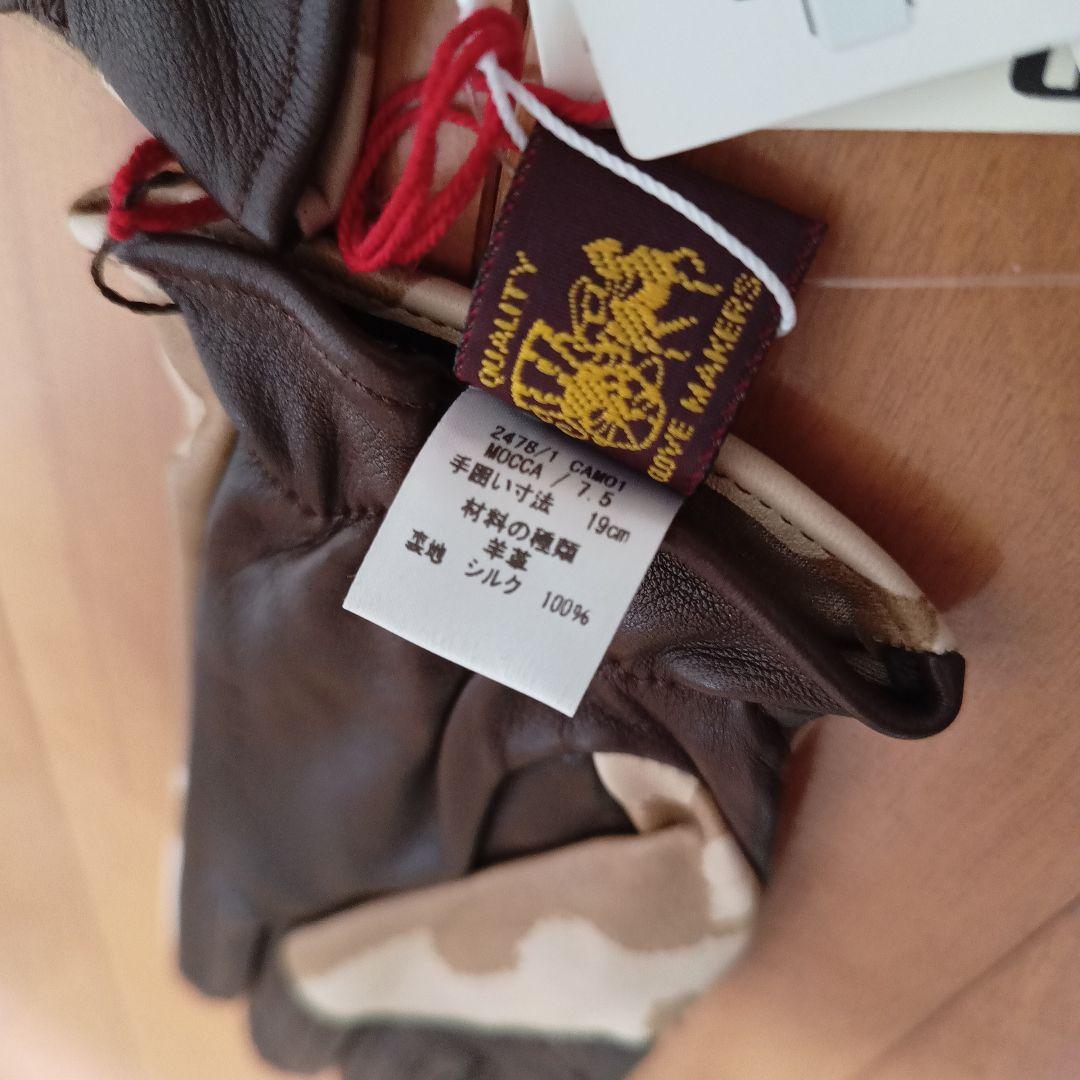 QUALITY
GLOVE MAKERS
2478/1 CAMO1
MOCCA / 7.5
手囲い寸法 19cm
材料の種類
羊革
裏地 シルク 100%